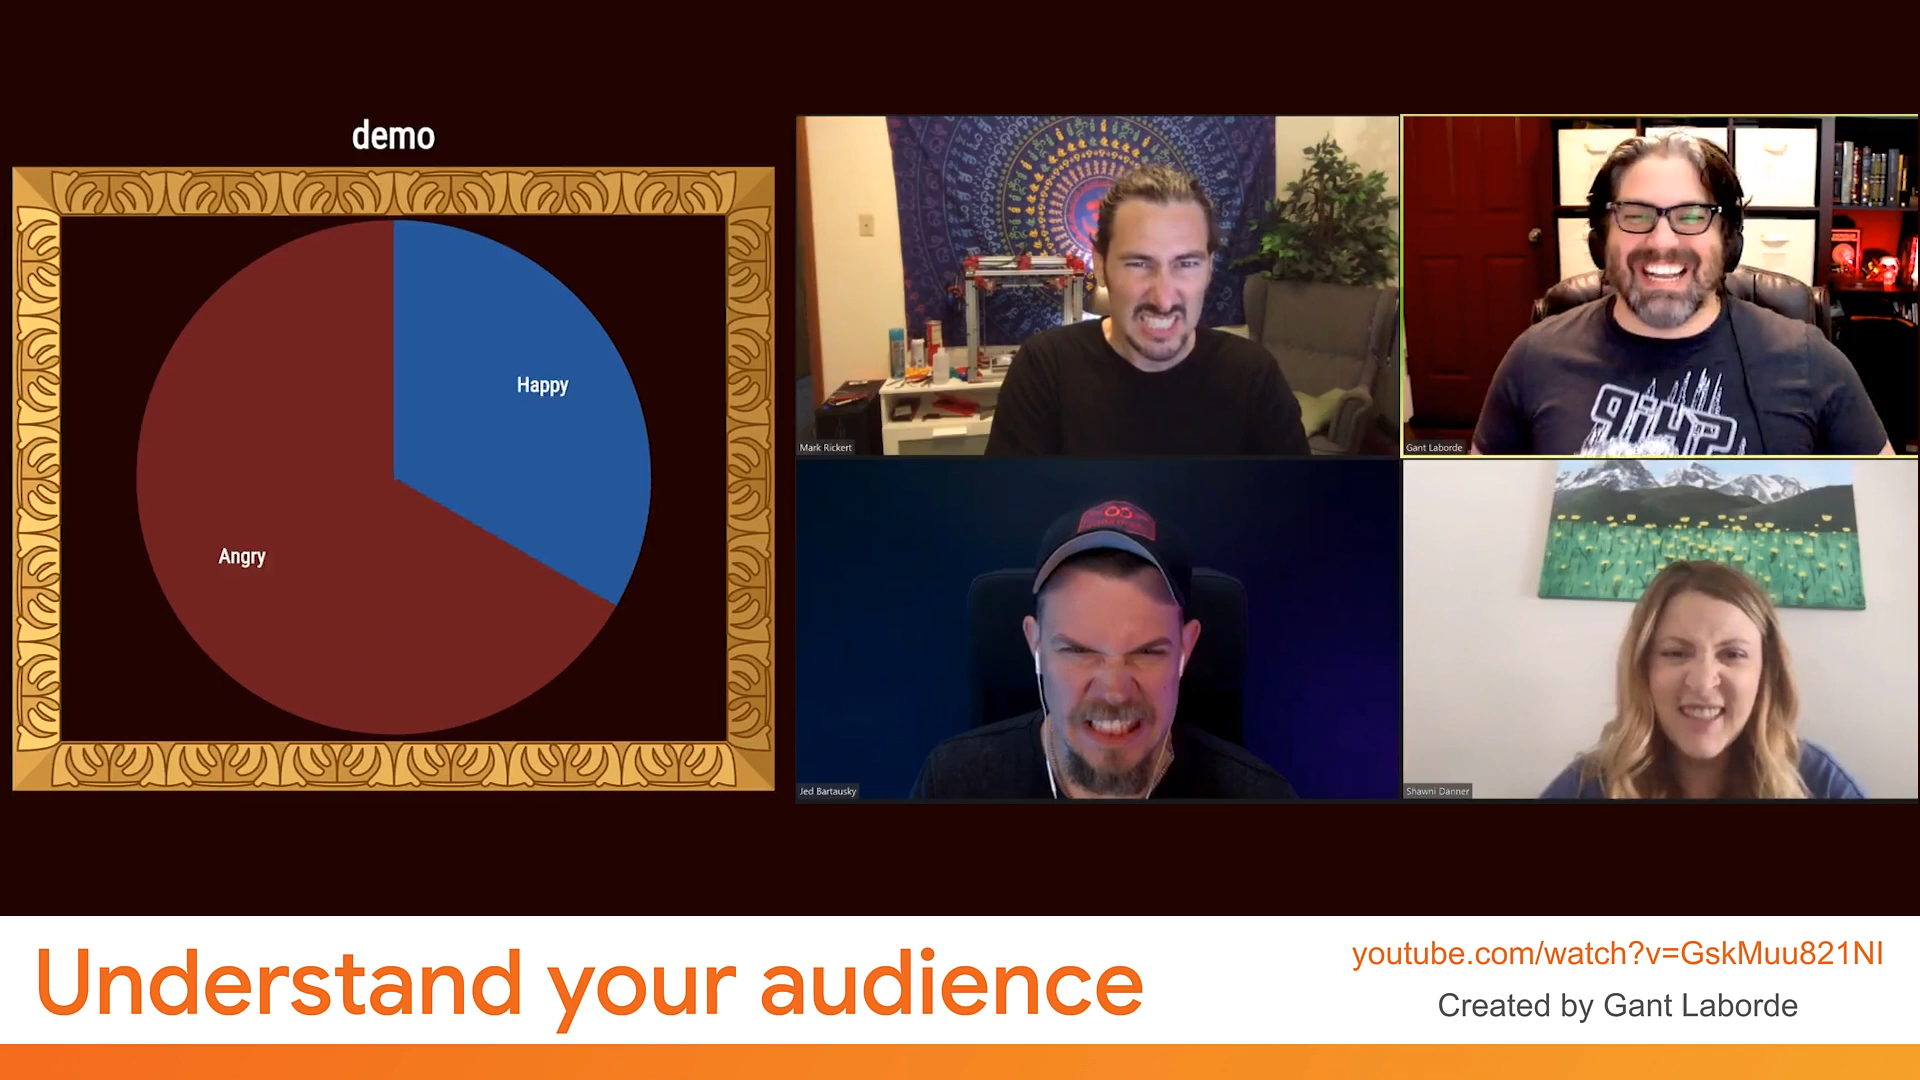 demo
Happy
Angry
Mark Rickert
Gant Laborde
Jed Bartausky
Shawni Danner
Understand your audience
youtube.com/watch?v=GskMuu821NI
Created by Gant Laborde